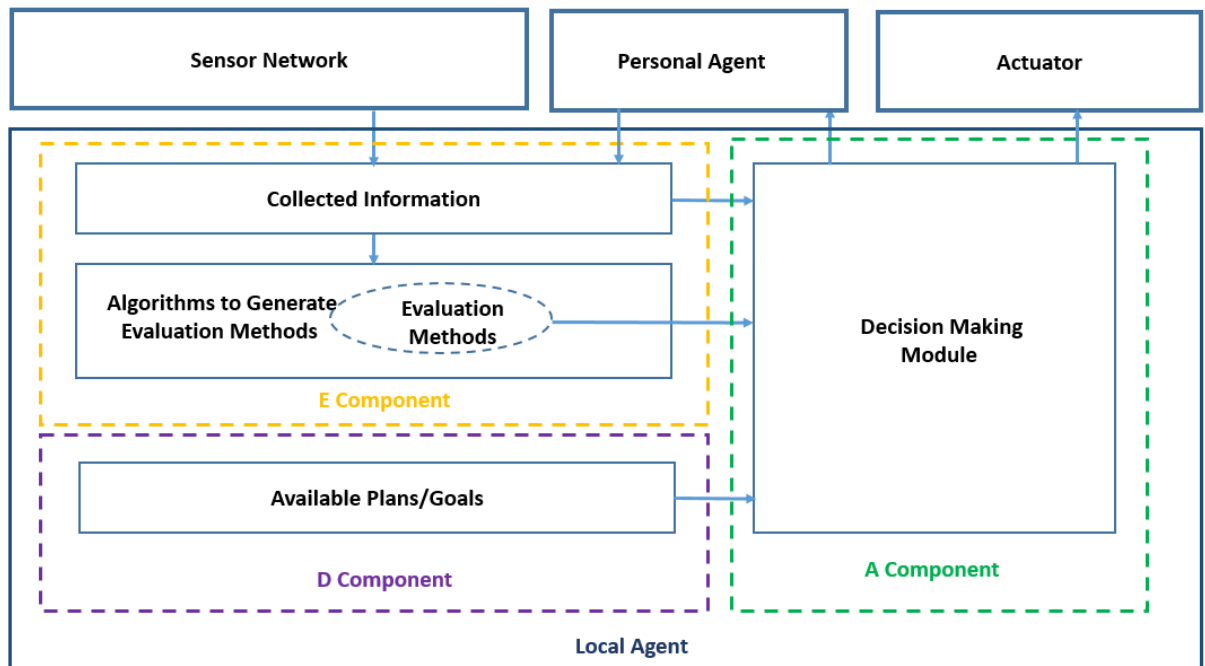 Sensor Network
Personal Agent
Actuator
Collected Information
Algorithms to Generate
Evaluation Methods
Evaluation
Methods
Decision Making
Module
E Component
Available Plans/Goals
D Component
A Component
Local Agent